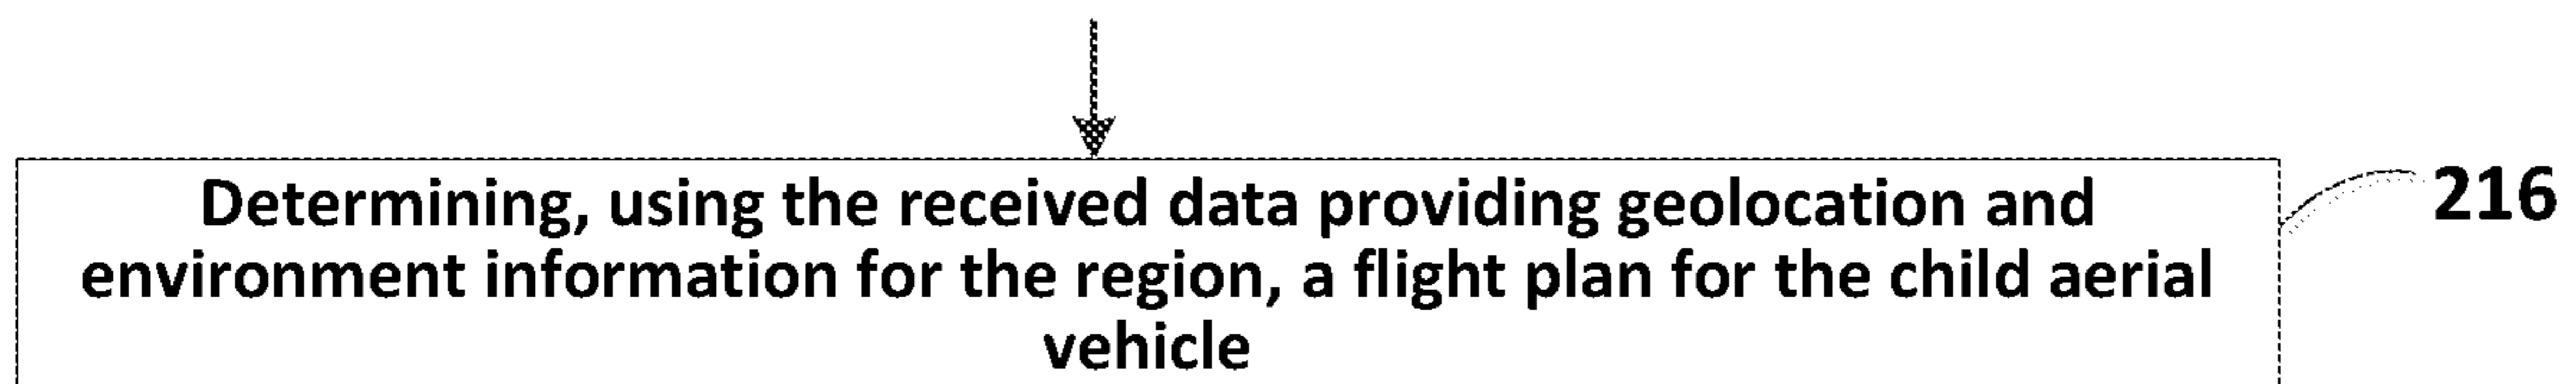 Determining, using the received data providing geolocation and
216
environment information for the region, a flight plan for the child aerial
vehicle